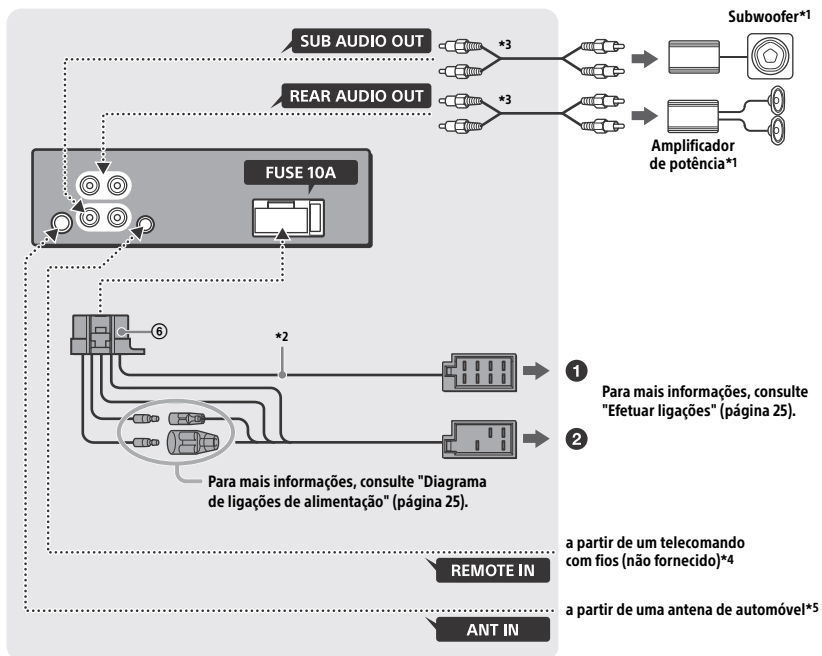 Subwoofer*1
SUB AUDIO OUT
*3
REAR AUDIO OUT
*3
Amplificador
de potência*1
FUSE 10A
⑥
*2
❶
Para mais informações, consulte
"Efetuar ligações" (página 25).
❷
Para mais informações, consulte "Diagrama
de ligações de alimentação" (página 25).
a partir de um telecomando
com fios (não fornecido)*4
REMOTE IN
a partir de uma antena de automóvel*5
ANT IN